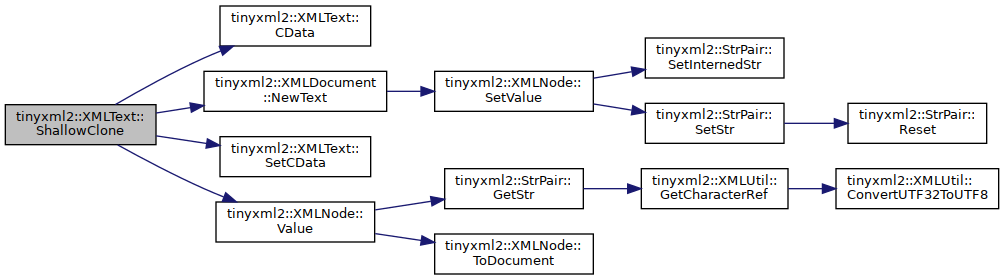 tinyxml2::XMLText::
ShallowClone
tinyxml2::XMLText::
CData
tinyxml2::XMLDocument
::NewText
tinyxml2::XMLNode::
SetValue
tinyxml2::StrPair::
SetInternedStr
tinyxml2::StrPair::
SetStr
tinyxml2::StrPair::
Reset
tinyxml2::XMLText::
SetCData
tinyxml2::XMLNode::
Value
tinyxml2::StrPair::
GetStr
tinyxml2::XMLUtil::
GetCharacterRef
tinyxml2::XMLUtil::
ConvertUTF32ToUTF8
tinyxml2::XMLNode::
ToDocument